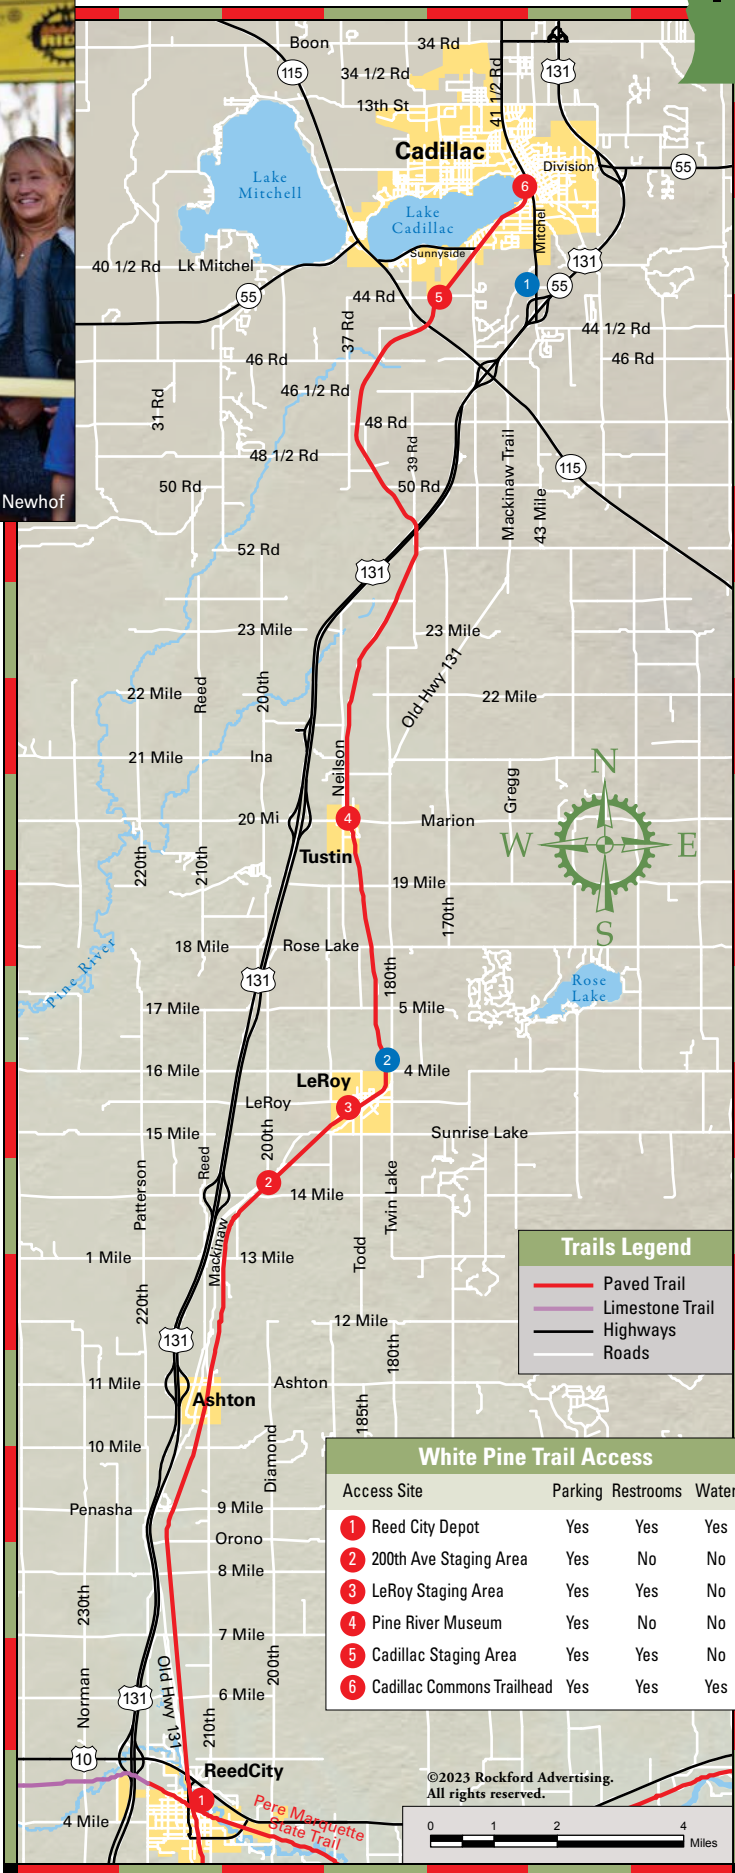 Newhof
Boon
34 Rd
115
34 1/2 Rd
131
13th St
41 1/2 Rd
Cadillac
Division
55
Lake
Mitchell
6
Lake
Cadillac
Mitchel
Sunnyside
131
40 1/2 Rd
Lk Mitchel
1
55
55
44 Rd
5
37 Rd
44 1/2 Rd
46 Rd
46 Rd
46 1/2 Rd
31 Rd
48 Rd
39 Rd
48 1/2 Rd
Mackinaw Trail
115
50 Rd
50 Rd
43 Mile
52 Rd
131
23 Mile
23 Mile
Old Hwy 131
22 Mile
Reed
200th
22 Mile
21 Mile
Ina
Neilson
Gregg
N
20 Mi
4
Marion
W
E
Tustin
220th
210th
19 Mile
170th
S
18 Mile
Rose Lake
Pine River
131
180th
Rose
Lake
17 Mile
5 Mile
2
16 Mile
LeRoy
4 Mile
LeRoy
3
15 Mile
200th
Sunrise Lake
Patterson
Reed
2
14 Mile
Twin Lake
Mackinaw
1 Mile
13 Mile
Todd
220th
12 Mile
131
180th
11 Mile
Ashton
Ashton
185th
10 Mile
Diamond
Penasha
9 Mile
Orono
8 Mile
230th
7 Mile
200th
Norman
131
Old Hwy 131
6 Mile
210th
10
ReedCity
1
Pere Marquette
State Trail
4 Mile
Trails Legend
Paved Trail
Limestone Trail
Highways
Roads
White Pine Trail Access
Access Site Parking Restrooms Water
1 Reed City Depot Yes Yes Yes
2 200th Ave Staging Area Yes No No
3 LeRoy Staging Area Yes Yes No
4 Pine River Museum Yes No No
5 Cadillac Staging Area Yes Yes No
6 Cadillac Commons Trailhead Yes Yes Yes
©2023 Rockford Advertising.
All rights reserved.
0 1 2 4
Miles